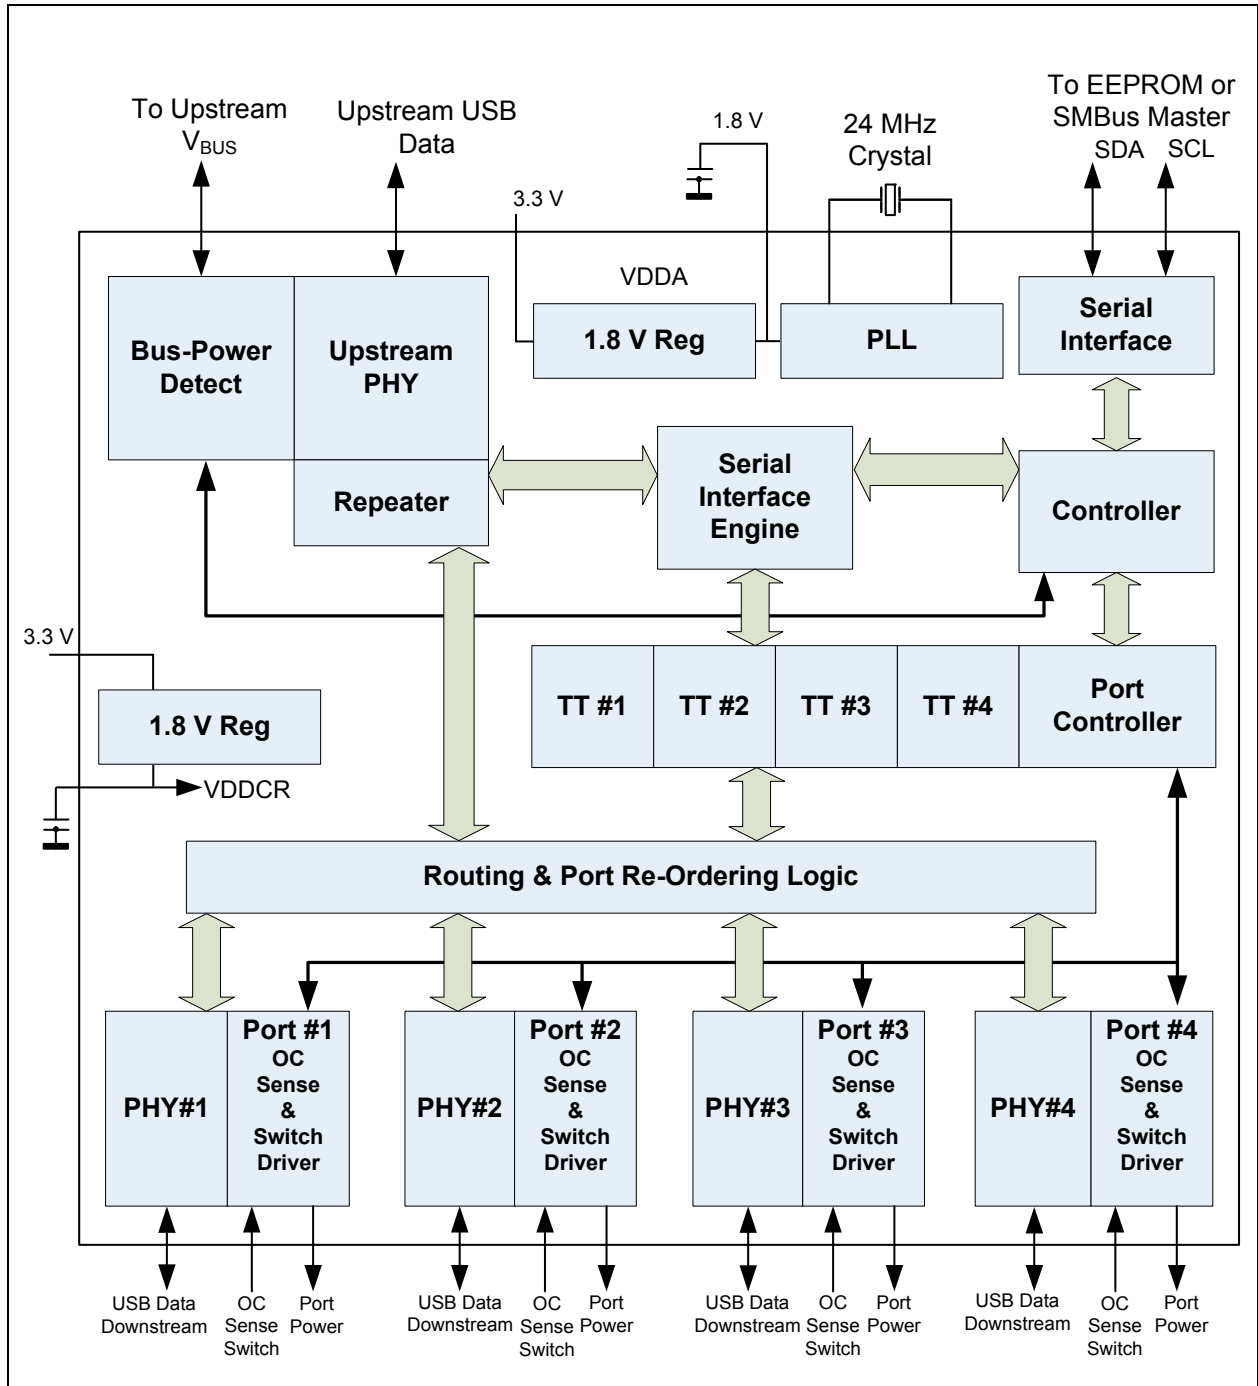 To Upstream
VBUS
Upstream USB
Data
3.3 V
1.8 V
24 MHz
Crystal
To EEPROM or
SMBus Master
SDA
SCL
Bus-Power
Detect
Upstream
PHY
Repeater
VDDA
1.8 V Reg
PLL
Serial
Interface
Serial
Interface
Engine
Controller
3.3 V
1.8 V Reg
VDDCR
TT #1
TT #2
TT #3
TT #4
Port
Controller
Routing & Port Re-Ordering Logic
PHY#1
Port #1
OC
Sense
&
Switch
Driver
PHY#2
Port #2
OC
Sense
&
Switch
Driver
PHY#3
Port #3
OC
Sense
&
Switch
Driver
PHY#4
Port #4
OC
Sense
&
Switch
Driver
USB Data
Downstream
OC
Sense
Switch
Port
Power
USB Data
Downstream
OC
Sense
Switch
Port
Power
USB Data
Downstream
OC
Sense
Switch
Port
Power
USB Data
Downstream
OC
Sense
Switch
Port
Power